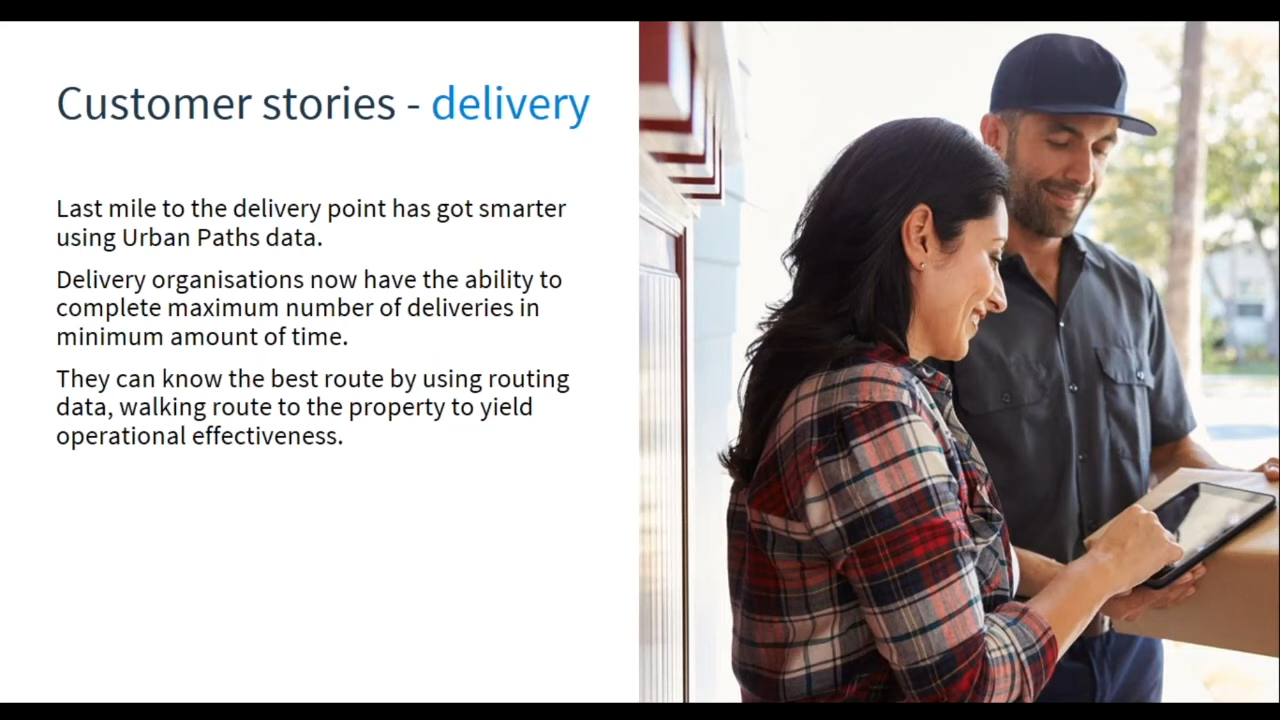 Customer stories - delivery
Last mile to the delivery point has got smarter
using Urban Paths data.
Delivery organisations now have the ability to
complete maximum number of deliveries in
minimum amount of time.
They can know the best route by using routing
data, walking route to the property to yield
operational effectiveness.